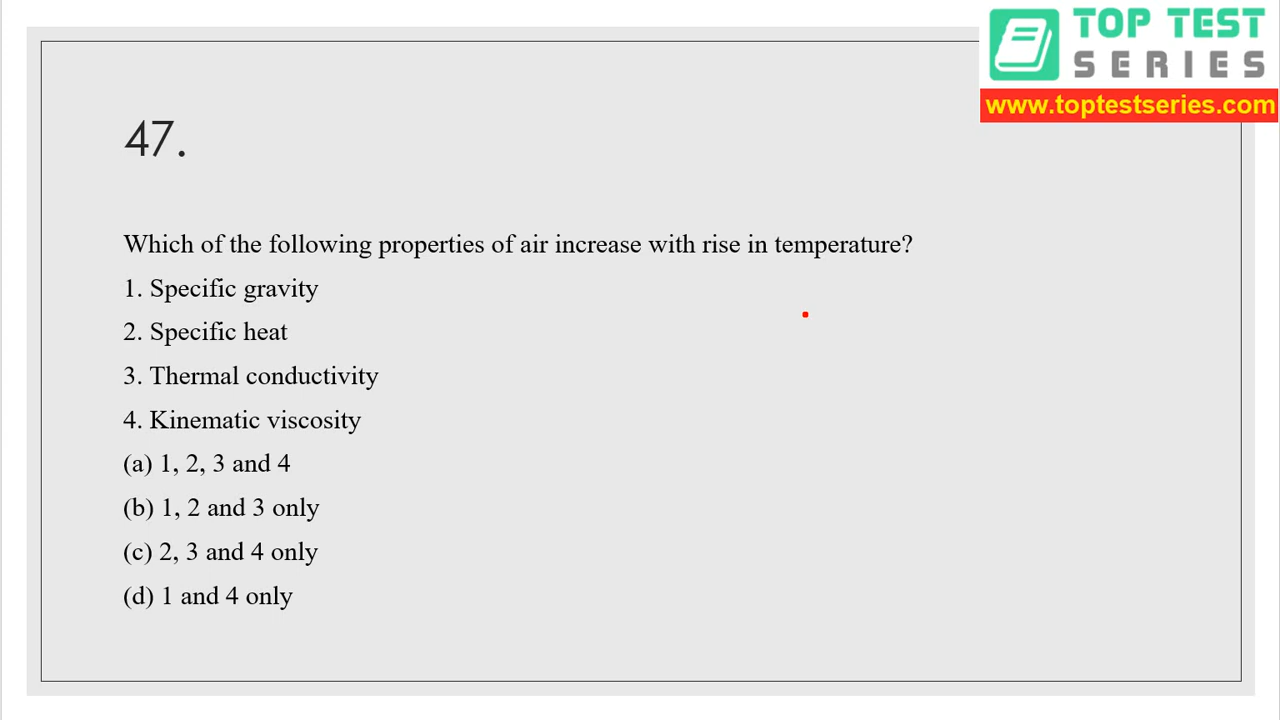 TOP TEST
SERIES
www.toptestseries.com
47.
Which of the following properties of air increase with rise in temperature?
1. Specific gravity
2. Specific heat
3. Thermal conductivity
4. Kinematic viscosity
(a) 1, 2, 3 and 4
(b) 1, 2 and 3 only
(c) 2, 3 and 4 only
(d) 1 and 4 only